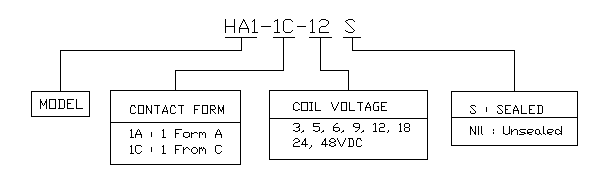 HA1-1C-12 S
MODEL
CONTACT FORM
1A : 1 Form A
1C : 1 From C
COIL VOLTAGE
3, 5, 6, 9, 12, 18
24, 48VDC
S : SEALED
NIL : Unsealed